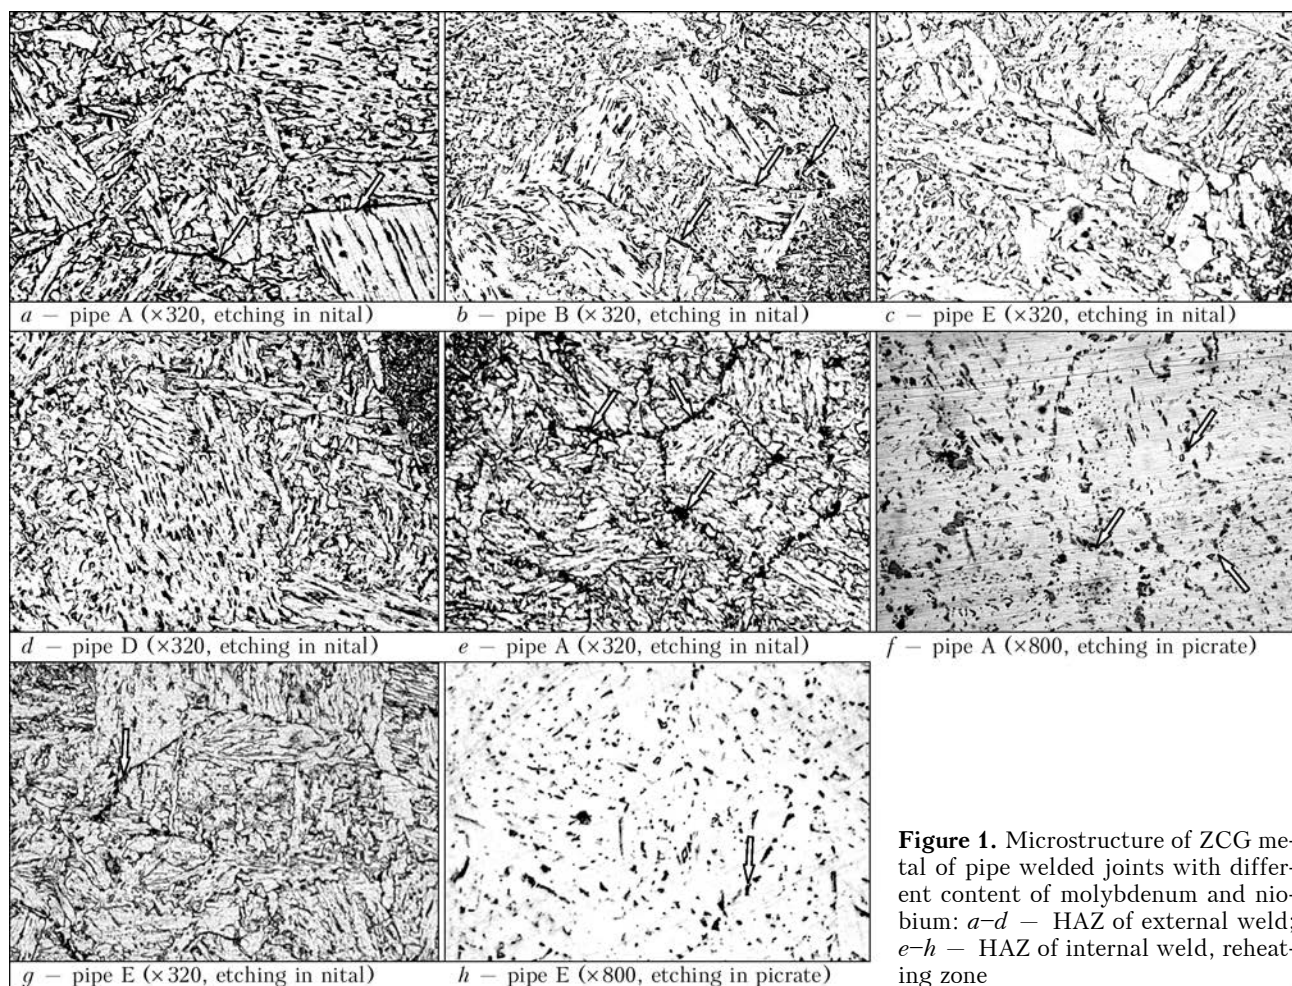 a — pipe A (×320, etching in nital)
b — pipe B (×320, etching in nital)
c — pipe E (×320, etching in nital)
d — pipe D (×320, etching in nital)
e — pipe A (×320, etching in nital)
f — pipe A (×800, etching in picrate)
g — pipe E (×320, etching in nital)
h — pipe E (×800, etching in picrate)
Figure 1. Microstructure of ZCG me-
tal of pipe welded joints with differ-
ent content of molybdenum and nio-
bium: a–d — HAZ of external weld;
e–h — HAZ of internal weld, reheat-
ing zone